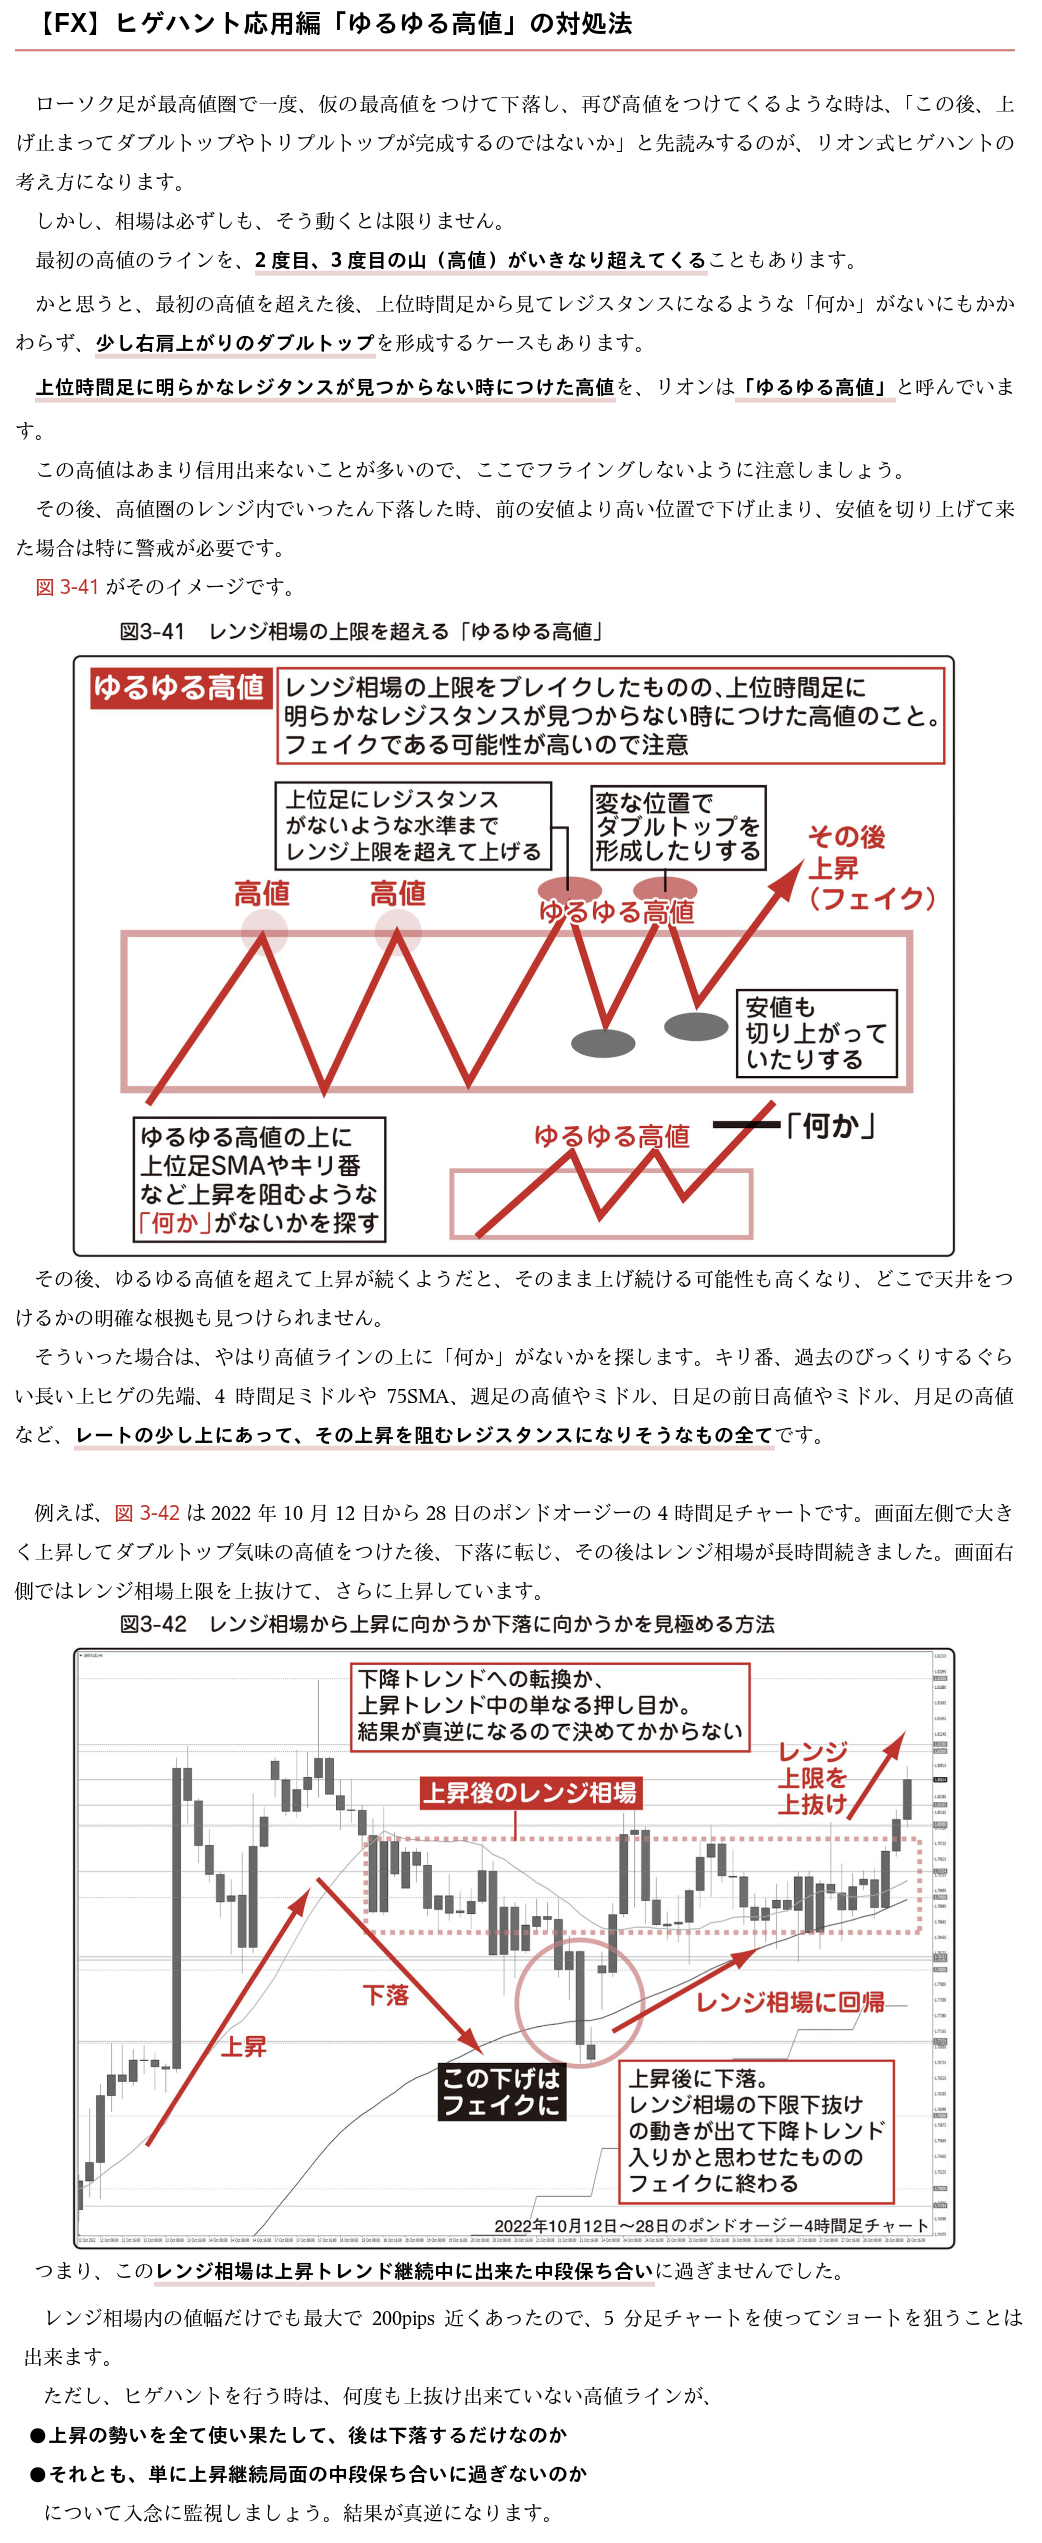 【FX】ヒゲハント応用編「ゆるゆる高値」の対処法
ローソク足が最高値圏で一度、仮の最高値をつけて下落し、再び高値をつけてくるような時は、「この後、上
げ止まってダブルトップやトリプルトップが完成するのではないか」と先読みするのが、リオン式ヒゲハントの
考え方になります。
しかし、相場は必ずしも、そう動くとは限りません。
最初の高値のラインを、2 度目、3 度目の山（高値）がいきなり超えてくることもあります。
かと思うと、最初の高値を超えた後、上位時間足から見てレジスタンスになるような「何か」がないにもかか
わらず、少し右肩上がりのダブルトップを形成するケースもあります。
上位時間足に明らかなレジタンスが見つからない時につけた高値を、リオンは「ゆるゆる高値」と呼んでいま
す。
この高値はあまり信用出来ないことが多いので、ここでフライングしないように注意しましょう。
その後、高値圏のレンジ内でいったん下落した時、前の安値より高い位置で下げ止まり、安値を切り上げて来
た場合は特に警戒が必要です。
図 3-41 がそのイメージです。
図3-41　レンジ相場の上限を超える「ゆるゆる高値」
ゆるゆる高値
レンジ相場の上限をブレイクしたものの、上位時間足に
明らかなレジスタンスが見つからない時につけた高値のこと。
フェイクである可能性が高いので注意
上位足にレジスタンス
がないような水準まで
レンジ上限を超えて上げる
変な位置で
ダブルトップを
形成したりする
その後
上昇
（フェイク）
高値
高値
ゆるゆる高値
安値も
切り上がって
いたりする
ゆるゆる高値の上に
上位足SMAやキリ番
など上昇を阻むような
「何か」がないかを探す
ゆるゆる高値
「何か」
その後、ゆるゆる高値を超えて上昇が続くようだと、そのまま上げ続ける可能性も高くなり、どこで天井をつ
けるかの明確な根拠も見つけられません。
そういった場合は、やはり高値ラインの上に「何か」がないかを探します。キリ番、過去のびっくりするぐら
い長い上ヒゲの先端、4 時間足ミドルや 75SMA、週足の高値やミドル、日足の前日高値やミドル、月足の高値
など、レートの少し上にあって、その上昇を阻むレジスタンスになりそうなもの全てです。
例えば、図 3-42 は 2022 年 10 月 12 日から 28 日のポンドオージーの 4 時間足チャートです。画面左側で大き
く上昇してダブルトップ気味の高値をつけた後、下落に転じ、その後はレンジ相場が長時間続きました。画面右
側ではレンジ相場上限を上抜けて、さらに上昇しています。
図3-42　レンジ相場から上昇に向かうか下落に向かうかを見極める方法
下降トレンドへの転換か、
上昇トレンド中の単なる押し目か。
結果が真逆になるので決めてかからない
上昇後のレンジ相場
レンジ
上限を
上抜け
下落
レンジ相場に回帰
上昇
この下げは
フェイクに
上昇後に下落。
レンジ相場の下限下抜け
の動きが出て下降トレンド
入りかと思わせたものの
フェイクに終わる
2022年10月12日〜28日のポンドオージー4時間足チャート
つまり、このレンジ相場は上昇トレンド継続中に出来た中段保ち合いに過ぎませんでした。
レンジ相場内の値幅だけでも最大で 200pips 近くあったので、5 分足チャートを使ってショートを狙うことは
出来ます。
ただし、ヒゲハントを行う時は、何度も上抜け出来ていない高値ラインが、
●上昇の勢いを全て使い果たして、後は下落するだけなのか
●それとも、単に上昇継続局面の中段保ち合いに過ぎないのか
について入念に監視しましょう。結果が真逆になります。